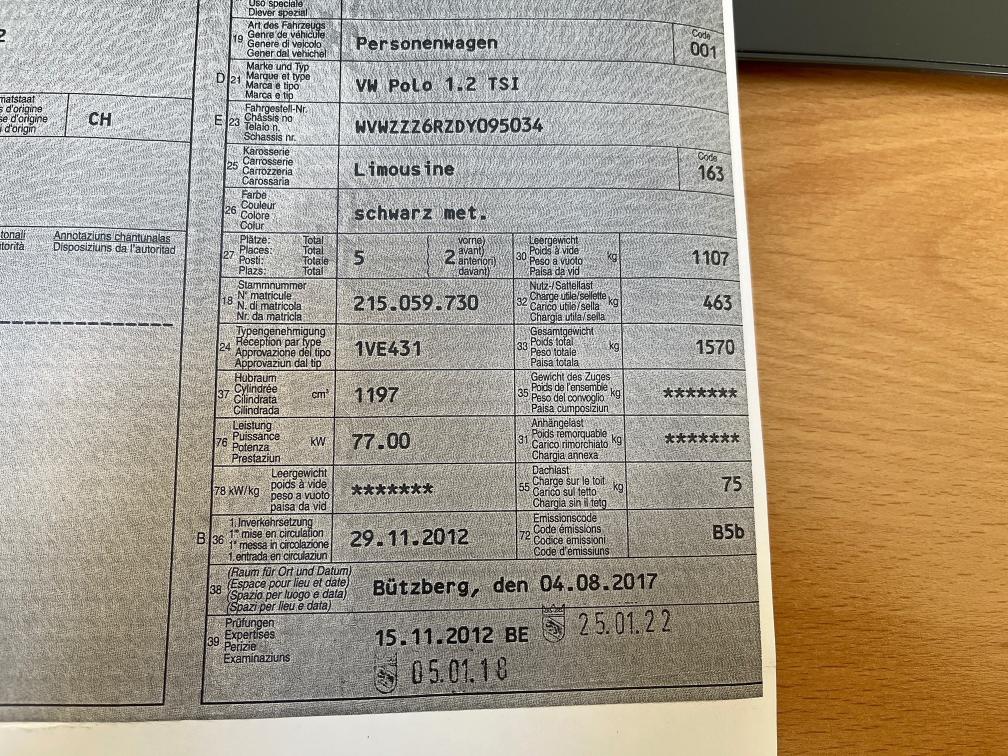 Uso speciale
Diever spezial
19 Art des Fahrzeugs
Genre de véhicule
Genere di veicolo
Gener dal vehichel
Personenwagen
Code
001
D 21 Marke und Typ
Marque et type
Marca e tipo
Marca e tip
VW Polo 1.2 TSI
matstaat
s d'origine
se d'origine
d'origin
CH
E 23 Fahrgestell-Nr.
Châssis no
Telaio n.
Schassis nr.
WVWZZZ6RZDY095034
25 Karosserie
Carrosserie
Carrozzeria
Carossaria
Limousine
Code
163
26 Farbe
Couleur
Colore
Colur
schwarz met.
tonali
torità
Annotaziuns chantunalas
Disposiziuns da l'autoritad
27 Plätze: Total
Places: Total
Posti: Totale
Plazs: Total
5
( 2 vorne)
avant)
anteriori)
davant)
30 Leergewicht
Poids à vide
Peso a vuoto
Paisa da vid
kg
1107
18 Stammnummer
N° matricule
N. di matricola
Nr. da matricla
215.059.730
32 Nutz-/Sattellast
Charge utile/sellette
Carico utile/sella
Chargia utila/sella
kg
463
24 Typengenehmigung
Réception par type
Approvazione del tipo
Approvaziun dal tip
1VE431
33 Gesamtgewicht
Poids total
Peso totale
Paisa totala
kg
1570
37 Hubraum
Cylindrée
Cilindrata
Cilindrada
cm³
1197
35 Gewicht des Zuges
Poids de l'ensemble
Peso del convoglio
Paisa cumposiziun
kg
*******
76 Leistung
Puissance
Potenza
Prestaziun
kW
77.00
31 Anhängelast
Poids remorquable
Carico rimorchiato
Chargia annexa
kg
*******
78 kW/kg Leergewicht
poids à vide
peso a vuoto
paisa da vid
*******
55 Dachlast
Charge sur le toit
Carico sul tetto
Chargia sin il tetg
kg
75
B 36 1. Inverkehrsetzung
1re mise en circulation
1a messa in circolazione
1. entrada en circulaziun
29.11.2012
72 Emissionscode
Code émissions
Codice emissioni
Code d'emissiuns
B5b
38 (Raum für Ort und Datum)
(Espace pour lieu et date)
(Spazio per luogo e data)
(Spazi per lieu e data)
Bützberg, den 04.08.2017
39 Prüfungen
Expertises
Perizie
Examinaziuns
15.11.2012 BE
25.01.22
05.01.18